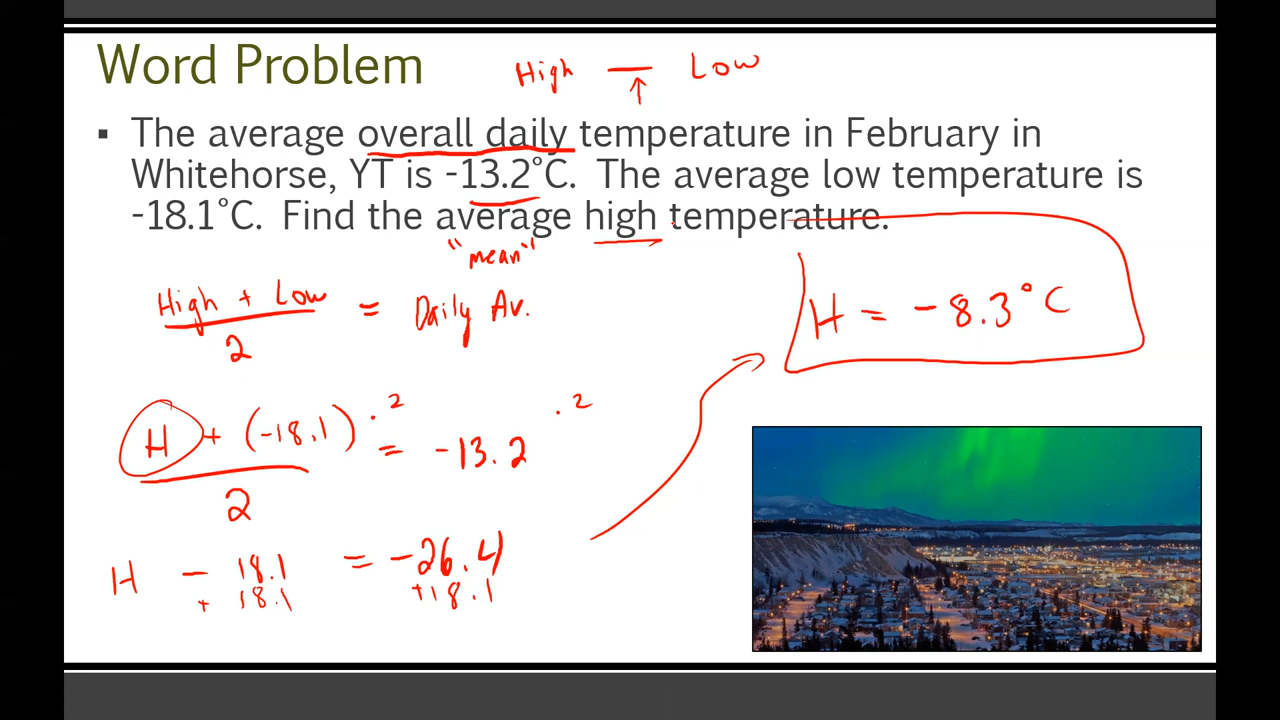 Word Problem
High — Low
↑
▪ The average overall daily temperature in February in
Whitehorse, YT is -13.2°C. The average low temperature is
-18.1°C. Find the average high temperature.
"mean"
High + Low = Daily Av.
2
H = -8.3°C
H + (-18.1) · 2 = -13.2 · 2
2
H - 18.1 = -26.4
+ 18.1 +18.1